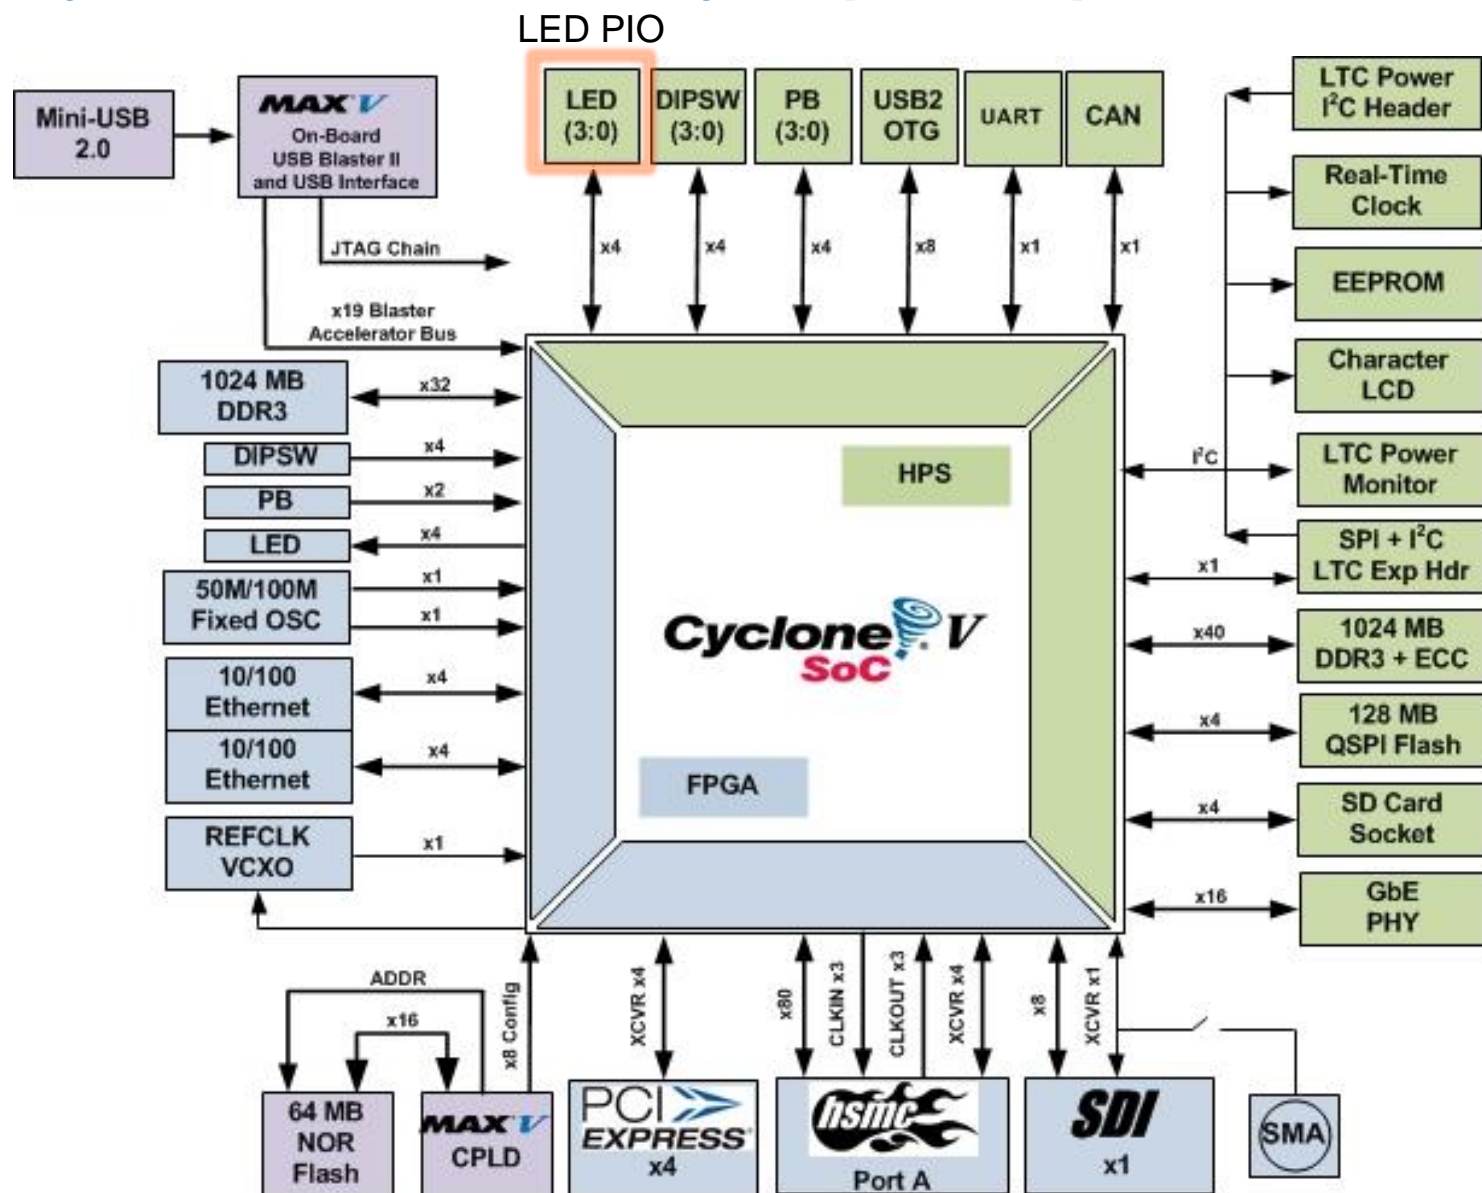 LED PIO
Mini-USB
2.0
MAX V
On-Board
USB Blaster II
and USB Interface
LED
(3:0)
DIPSW
(3:0)
PB
(3:0)
USB2
OTG
UART
CAN
LTC Power
I²C Header
Real-Time
Clock
EEPROM
Character
LCD
LTC Power
Monitor
SPI + I²C
LTC Exp Hdr
1024 MB
DDR3 + ECC
128 MB
QSPI Flash
SD Card
Socket
GbE
PHY
x4
x4
x4
x8
x1
x1
JTAG Chain
x19 Blaster
Accelerator Bus
1024 MB
DDR3
x32
DIPSW
x4
PB
x2
LED
x4
50M/100M
Fixed OSC
x1
x1
10/100
Ethernet
x4
10/100
Ethernet
x4
REFCLK
VCXO
x1
HPS
Cyclone V
SoC
FPGA
I²C
x1
x40
x4
x4
x16
ADDR
x16
x8 Config
XCVR x4
x80
CLKIN x3
CLKOUT x3
XCVR x4
x8
XCVR x1
64 MB
NOR
Flash
MAX V
CPLD
PCI
EXPRESS
x4
hsmc
Port A
SDI
x1
SMA